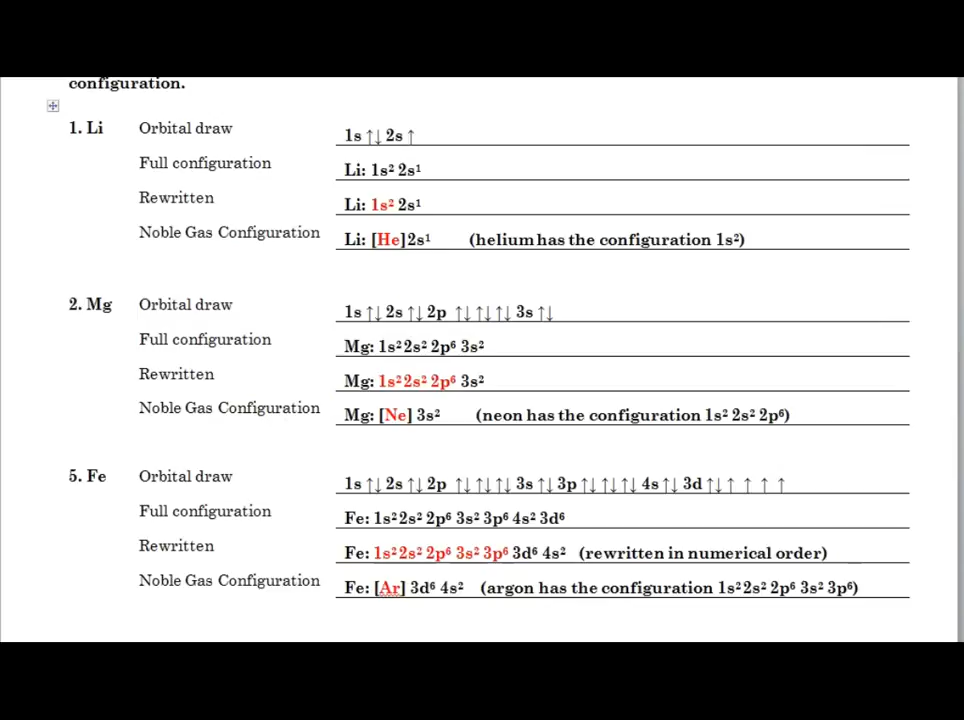 configuration.
1. Li Orbital draw 1s ↑↓ 2s ↑
Full configuration Li: 1s² 2s¹
Rewritten Li: 1s² 2s¹
Noble Gas Configuration Li: [He]2s¹ (helium has the configuration 1s²)
2. Mg Orbital draw 1s ↑↓ 2s ↑↓ 2p ↑↓ ↑↓ ↑↓ 3s ↑↓
Full configuration Mg: 1s² 2s² 2p⁶ 3s²
Rewritten Mg: 1s² 2s² 2p⁶ 3s²
Noble Gas Configuration Mg: [Ne] 3s² (neon has the configuration 1s² 2s² 2p⁶)
5. Fe Orbital draw 1s ↑↓ 2s ↑↓ 2p ↑↓ ↑↓ ↑↓ 3s ↑↓ 3p ↑↓ ↑↓ ↑↓ 4s ↑↓ 3d ↑↓ ↑ ↑ ↑ ↑
Full configuration Fe: 1s² 2s² 2p⁶ 3s² 3p⁶ 4s² 3d⁶
Rewritten Fe: 1s² 2s² 2p⁶ 3s² 3p⁶ 3d⁶ 4s² (rewritten in numerical order)
Noble Gas Configuration Fe: [Ar] 3d⁶ 4s² (argon has the configuration 1s² 2s² 2p⁶ 3s² 3p⁶)